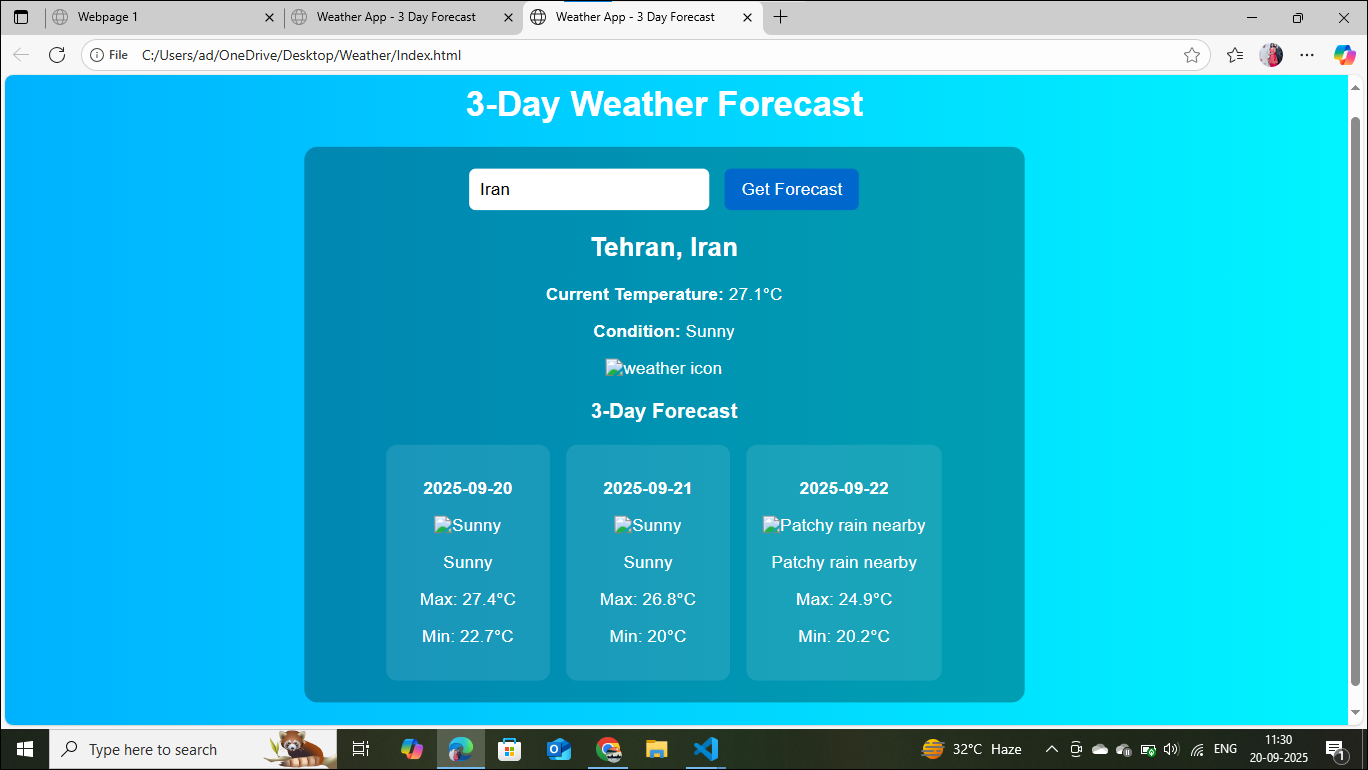 Webpage 1
Weather App - 3 Day Forecast
Weather App - 3 Day Forecast
File C:/Users/ad/OneDrive/Desktop/Weather/Index.html
3-Day Weather Forecast
Iran Get Forecast
Tehran, Iran
Current Temperature: 27.1°C
Condition: Sunny
weather icon
3-Day Forecast
2025-09-20 2025-09-21 2025-09-22
Sunny Sunny Patchy rain nearby
Sunny Sunny Patchy rain nearby
Max: 27.4°C Max: 26.8°C Max: 24.9°C
Min: 22.7°C Min: 20°C Min: 20.2°C
Type here to search
32°C Haze
ENG
11:30
20-09-2025
1